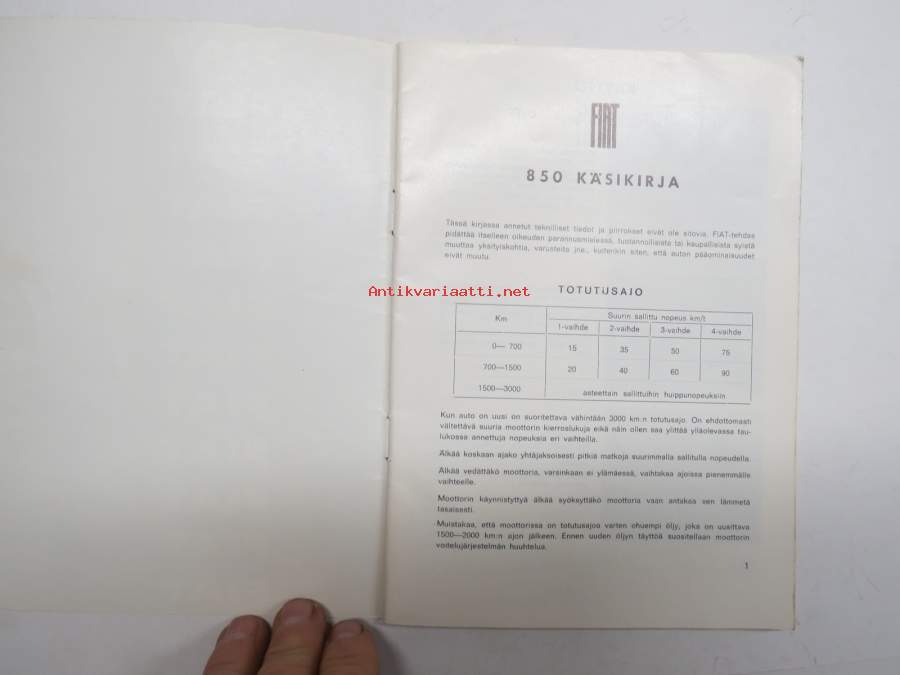 FIAT
850 KÄSIKIRJA
Tässä kirjassa annetut teknilliset tiedot ja piirrokset eivät ole sitovia. FIAT-tehdas
pidättää itselleen oikeuden parannusmielessä, tuotannollisista tai kaupallisista syistä
muuttaa yksityiskohtia, varusteita jne., kuitenkin siten, että auton pääominaisuudet
eivät muutu.
Antikvariaatti.net
TOTUTUSAJO
Km
Suurin sallittu nopeus km/t
1-vaihde 2-vaihde 3-vaihde 4-vaihde
0— 700 15 35 50 75
700—1500 20 40 60 90
1500—3000 asteettain sallittuihin huippunopeuksiin
Kun auto on uusi on suoritettava vähintään 3000 km:n totutusajo. On ehdottomasti
vältettävä suuria moottorin kierroslukuja eikä näin ollen saa ylittää ylläolevassa tau-
lukossa annettuja nopeuksia eri vaihteilla.
Älkää koskaan ajako yhtäjaksoisesti pitkiä matkoja suurimmalla sallitulla nopeudella.
Älkää vedättäkö moottoria, varsinkaan ei ylämäessä, vaihtakaa ajoissa pienemmälle
vaihteelle.
Moottorin käynnistyttyä älkää syöksyttäkö moottoria vaan antakaa sen lämmetä
tasaisesti.
Muistakaa, että moottorissa on totutusajoa varten ohuempi öljy, joka on uusittava
1500—2000 km:n ajon jälkeen. Ennen uuden öljyn täyttöä suositellaan moottorin
voitelujärjestelmän huuhtelua.
1